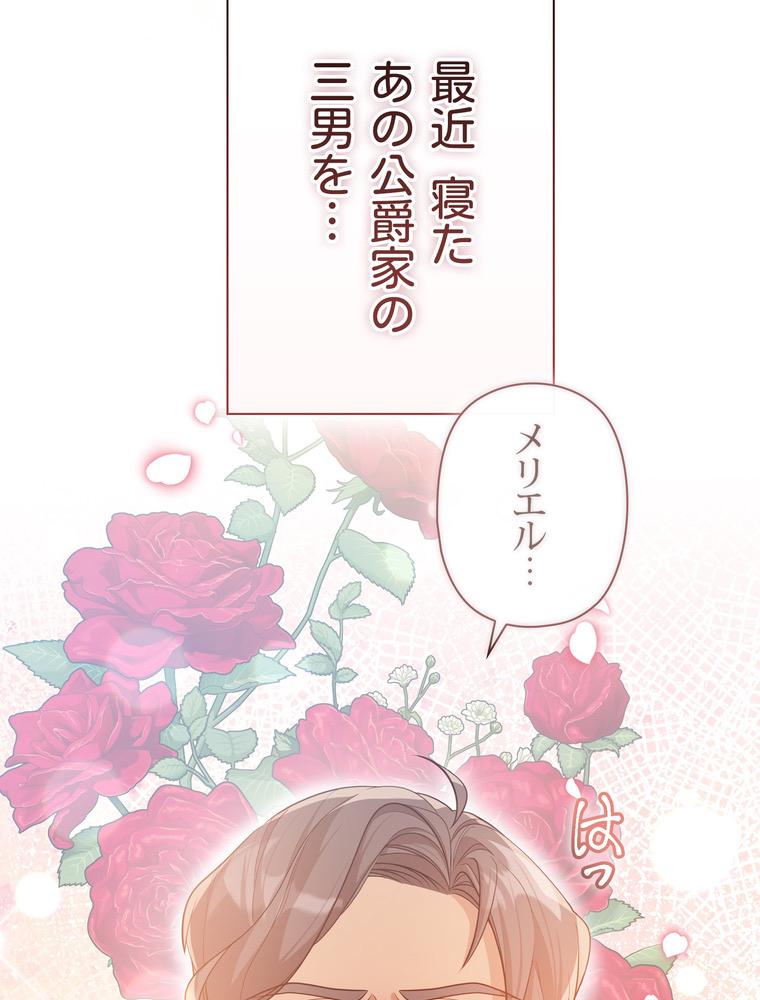 最近 寝た
あの公爵家の
三男を…
メリエル…
はっ